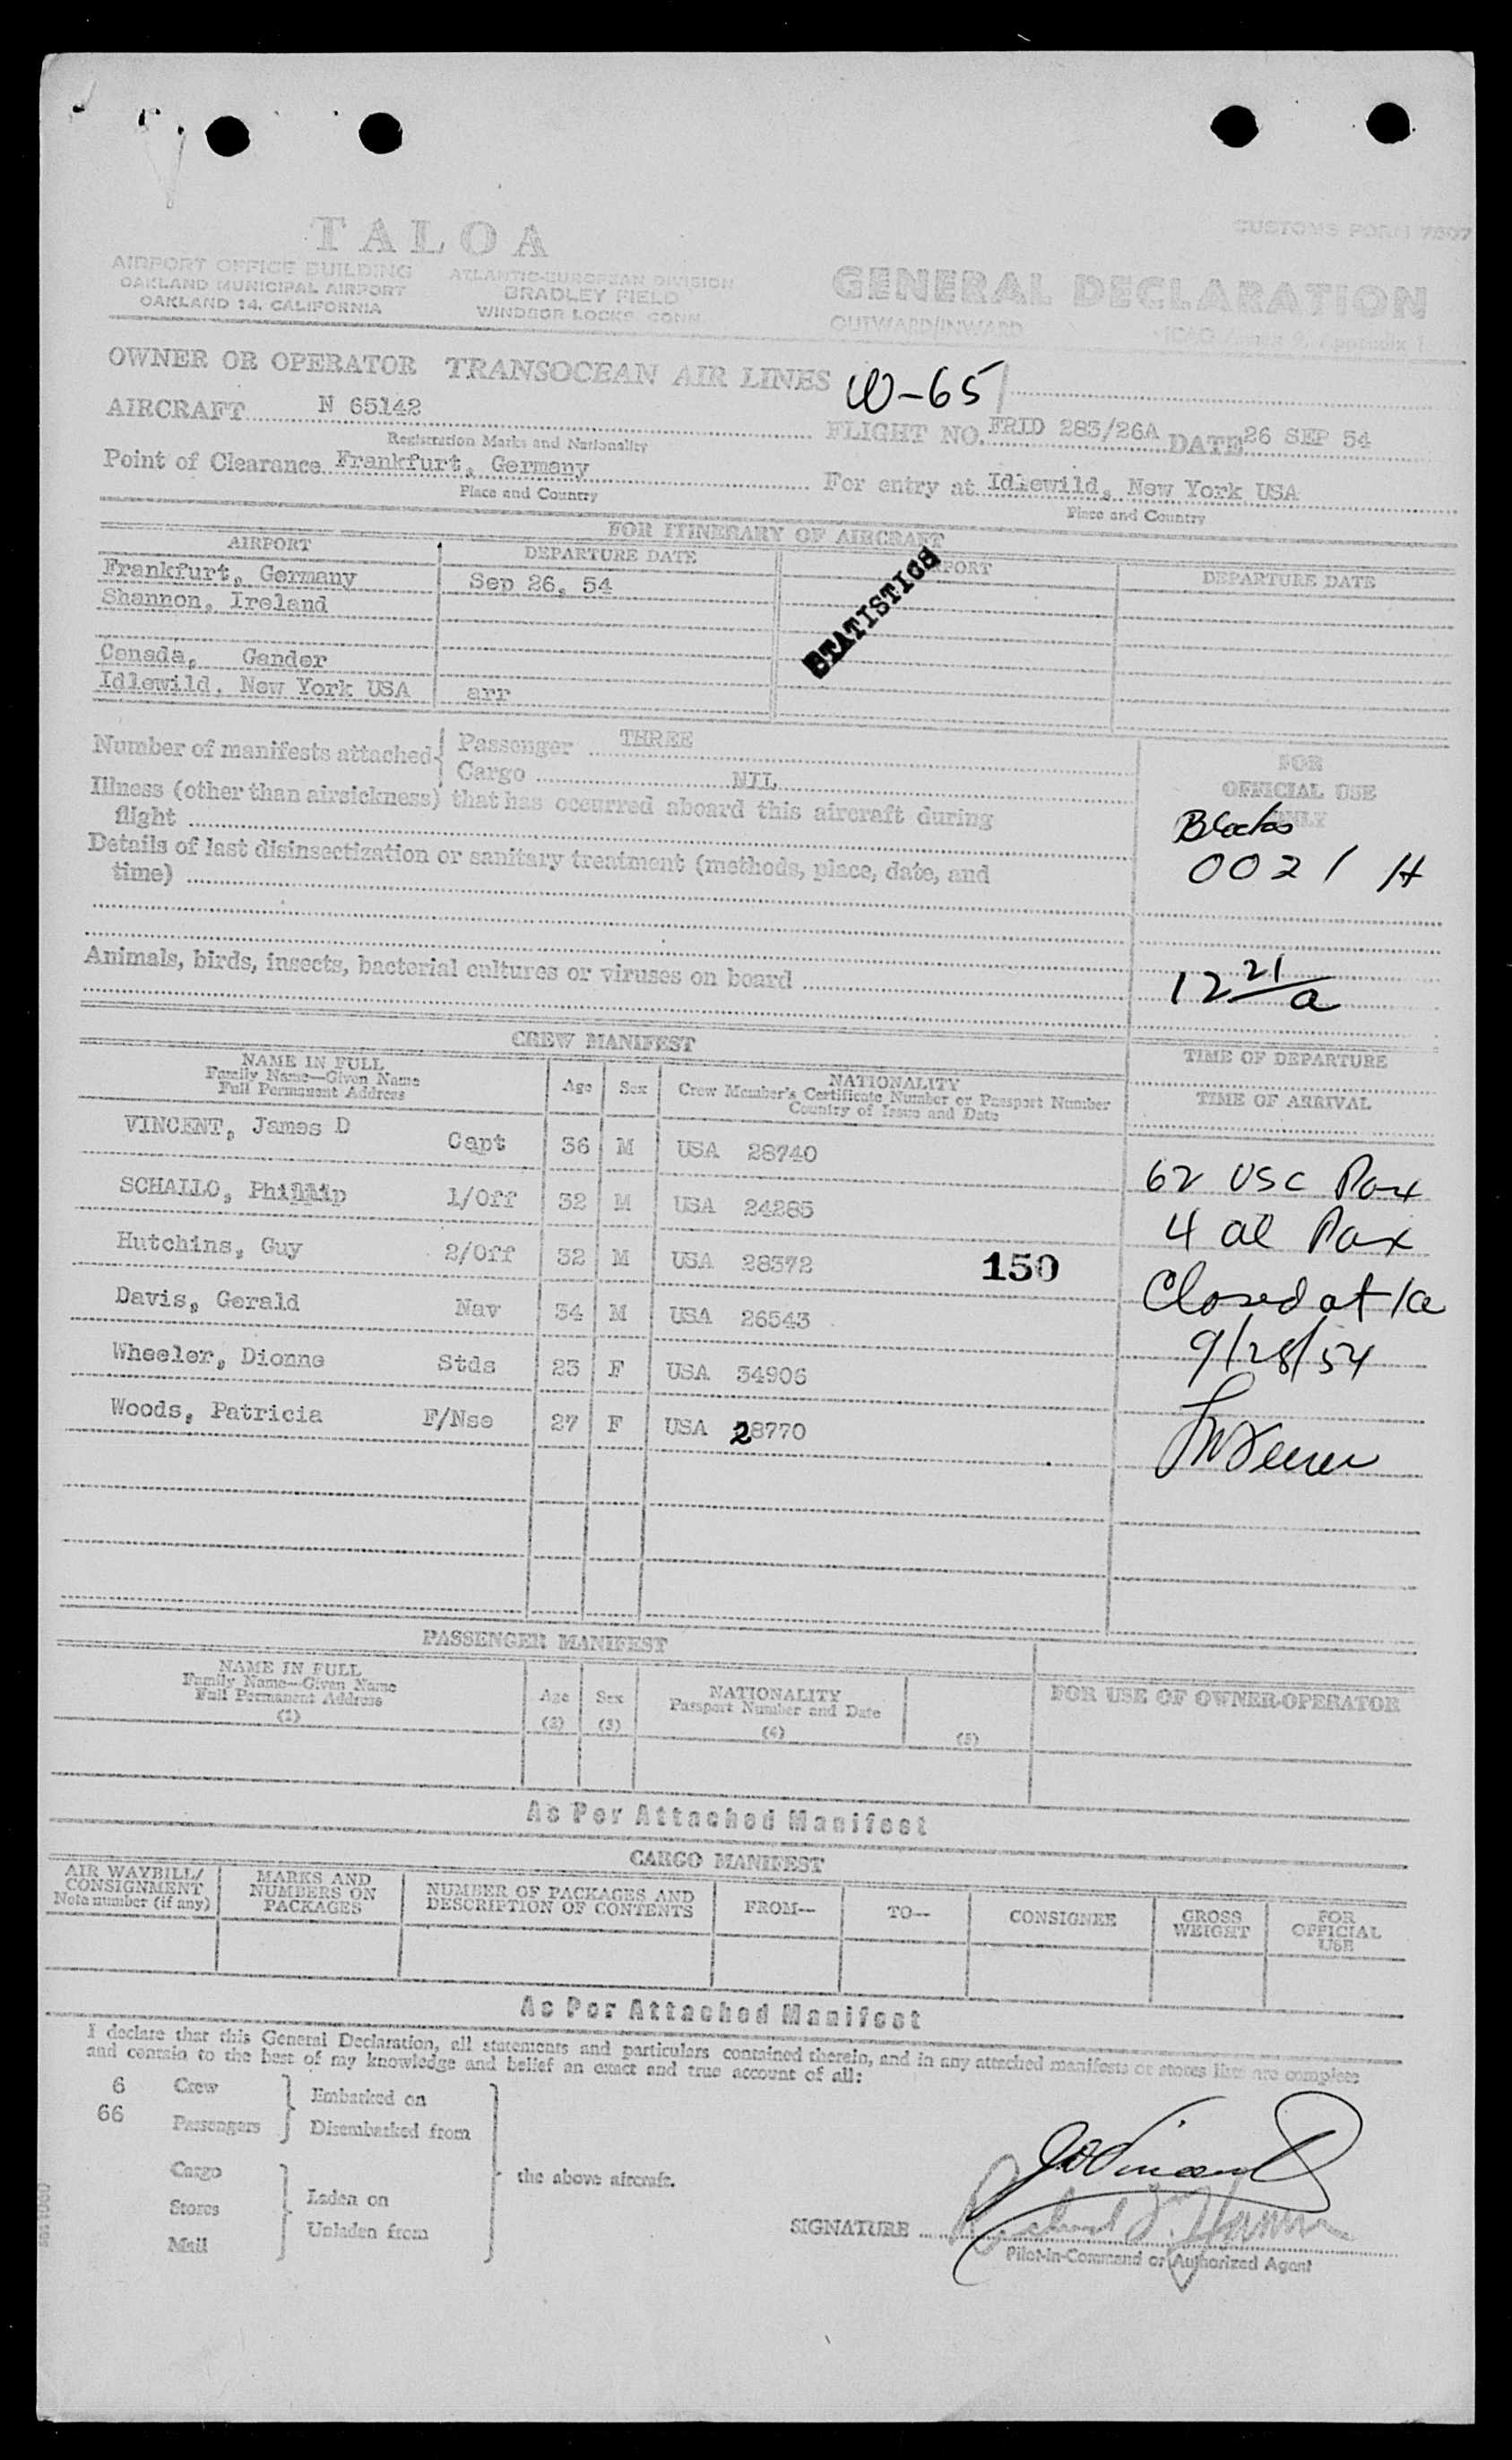 TALOA
CUSTOMS FORM 7507
AIRPORT OFFICE BUILDING
OAKLAND MUNICIPAL AIRPORT
OAKLAND 14, CALIFORNIA
ATLANTIC-EUROPEAN DIVISION
BRADLEY FIELD
WINDSOR LOCKS, CONN.
GENERAL DECLARATION
OUTWARD/INWARD
ICAO Annex 9, Appendix 1
OWNER OR OPERATOR TRANSOCEAN AIR LINES W-65
AIRCRAFT N 65142
Registration Marks and Nationality
FLIGHT NO. FRID 283/26A DATE 26 SEP 54
Point of Clearance Frankfurt, Germany
Place and Country
For entry at Idlewild, New York USA
Place and Country
FOR ITINERARY OF AIRCRAFT
AIRPORT DEPARTURE DATE AIRPORT DEPARTURE DATE
STATISTICS
Frankfurt, Germany Sep 26, 54
Shannon, Ireland
Canada, Gander
Idlewild, New York USA arr
Number of manifests attached Passenger THREE
Cargo NIL
FOR
OFFICIAL USE
ONLY
Illness (other than airsickness) that has occurred aboard this aircraft during
flight
Blocks
0021 H
Details of last disinsectization or sanitary treatment (methods, place, date, and
time)
Animals, birds, insects, bacterial cultures or viruses on board
12 21/a
CREW MANIFEST
TIME OF DEPARTURE
TIME OF ARRIVAL
NAME IN FULL
Family Name—Given Name
Full Permanent Address
Age Sex
NATIONALITY
Crew Member's Certificate Number or Passport Number
Country of Issue and Date
VINCENT, James D Capt 36 M USA 28740
SCHALLO, Phillip 1/Off 32 M USA 24285
Hutchins, Guy 2/Off 32 M USA 28372
150
Davis, Gerald Nav 34 M USA 26543
Wheeler, Dionne Stds 23 F USA 34906
Woods, Patricia F/Nse 27 F USA 28770
62 USC Pax
4 al Pax
Closed at 1a
9/28/54
PASSENGER MANIFEST
NAME IN FULL
Family Name—Given Name
Full Permanent Address
(1)
Age
(2)
Sex
(3)
NATIONALITY
Passport Number and Date
(4)
(5)
FOR USE OF OWNER-OPERATOR
As Per Attached Manifest
CARGO MANIFEST
AIR WAYBILL/
CONSIGNMENT
Note number (if any)
MARKS AND
NUMBERS ON
PACKAGES
NUMBER OF PACKAGES AND
DESCRIPTION OF CONTENTS
FROM—
TO—
CONSIGNEE
GROSS
WEIGHT
FOR
OFFICIAL
USE
As Per Attached Manifest
I declare that this General Declaration, all statements and particulars contained therein, and in any attached manifests or stores lists are complete
and contain to the best of my knowledge and belief an exact and true account of all:
6 Crew
66 Passengers
Embarked on
Disembarked from
Cargo
Stores
Mail
Laden on
Unladen from
the above aircraft.
JDVincent
SIGNATURE
Pilot-in-Command or Authorized Agent